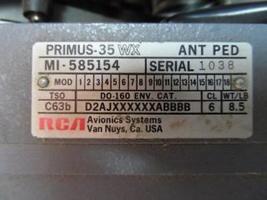 PRIMUS-35 WX ANT PED
MI-585154 SERIAL 1038
MOD 1 2 3 4 5 6 7 8 9 10 11 12 13 14 15 16 17 18
TSO DO-160 ENV. CAT. CL WT/LB
C63b D2AJXXXXXXABBBB 6 8.5
RCA Avionics Systems
Van Nuys, Ca. USA